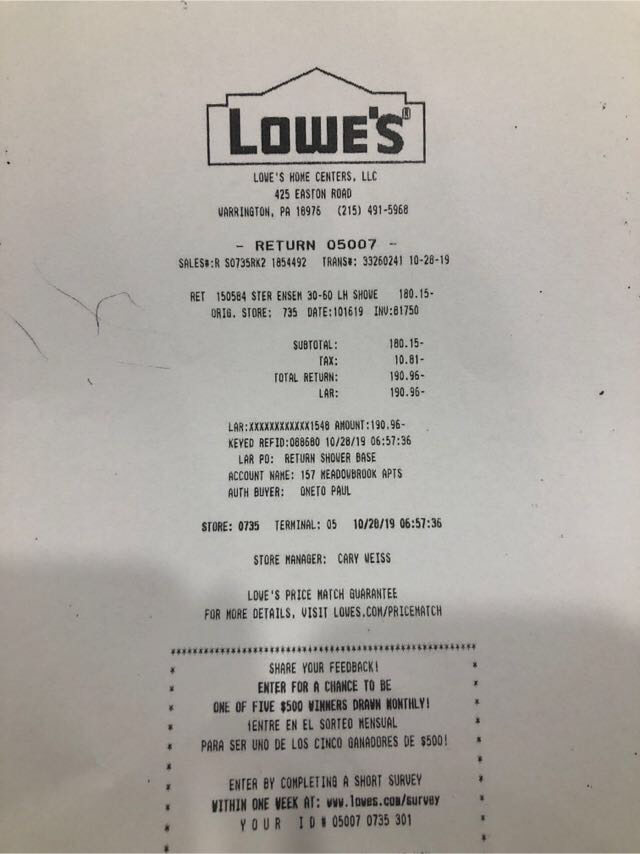 LOWE'S®
LOWE'S HOME CENTERS, LLC
425 EASTON ROAD
WARRINGTON, PA 18976 (215) 491-5968
- RETURN 05007 -
SALES#:R S0735RK2 1854492 TRANS#: 33260241 10-28-19
RET 150584 STER ENSEM 30-60 LH SHOWE 180.15-
ORIG. STORE: 735 DATE:101619 INV:81750
SUBTOTAL: 180.15-
TAX: 10.81-
TOTAL RETURN: 190.96-
LAR: 190.96-
LAR:XXXXXXXXXXXX1548 AMOUNT:190.96-
KEYED REFID:088680 10/28/19 06:57:36
LAR PO: RETURN SHOWER BASE
ACCOUNT NAME: 157 MEADOWBROOK APTS
AUTH BUYER: ONETO PAUL
STORE: 0735 TERMINAL: 05 10/28/19 06:57:36
STORE MANAGER: CARY WEISS
LOWE'S PRICE MATCH GUARANTEE
FOR MORE DETAILS, VISIT LOWES.COM/PRICEMATCH
****************************************************
* SHARE YOUR FEEDBACK! *
* ENTER FOR A CHANCE TO BE *
* ONE OF FIVE $500 WINNERS DRAWN MONTHLY! *
* ¡ENTRE EN EL SORTEO MENSUAL *
* PARA SER UNO DE LOS CINCO GANADORES DE $500! *
* *
* ENTER BY COMPLETING A SHORT SURVEY *
* WITHIN ONE WEEK AT: www.lowes.com/survey *
* Y O U R I D # 05007 0735 301 *
* *